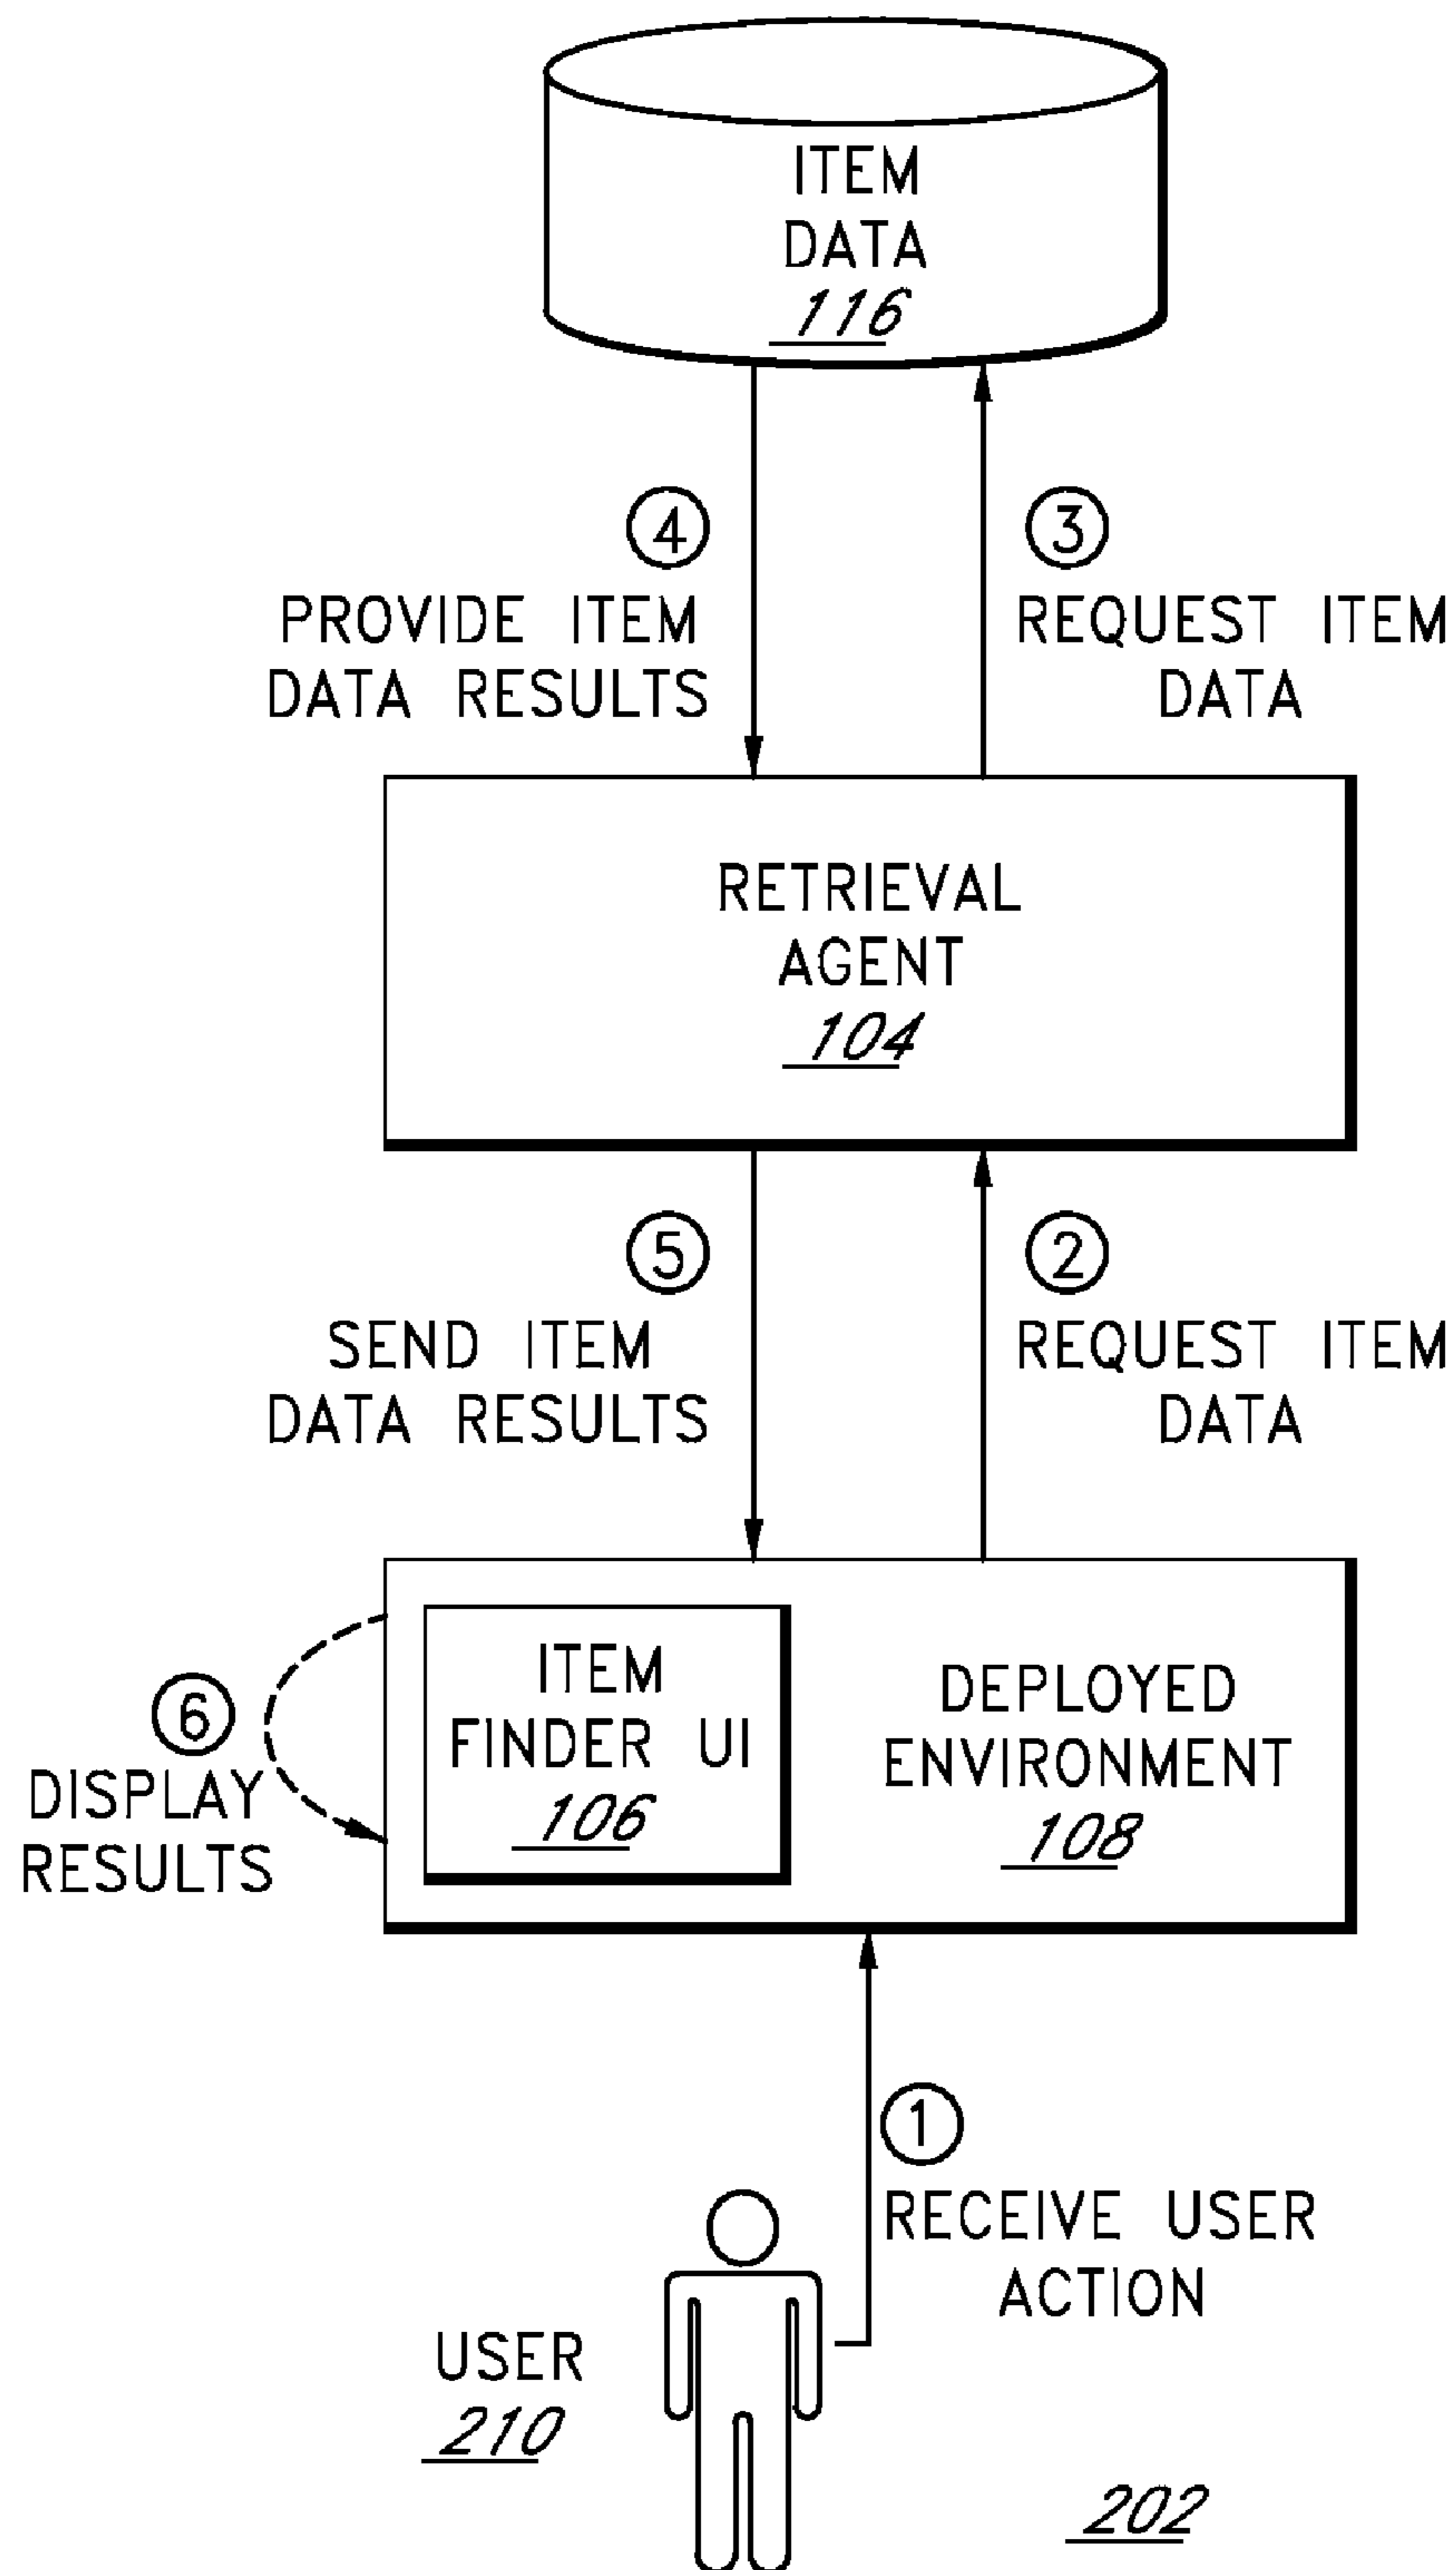 ITEM
DATA
116
4
PROVIDE ITEM
DATA RESULTS
3
REQUEST ITEM
DATA
RETRIEVAL
AGENT
104
5
SEND ITEM
DATA RESULTS
2
REQUEST ITEM
DATA
6
DISPLAY
RESULTS
ITEM
FINDER UI
106
DEPLOYED
ENVIRONMENT
108
1
RECEIVE USER
ACTION
USER
210
202